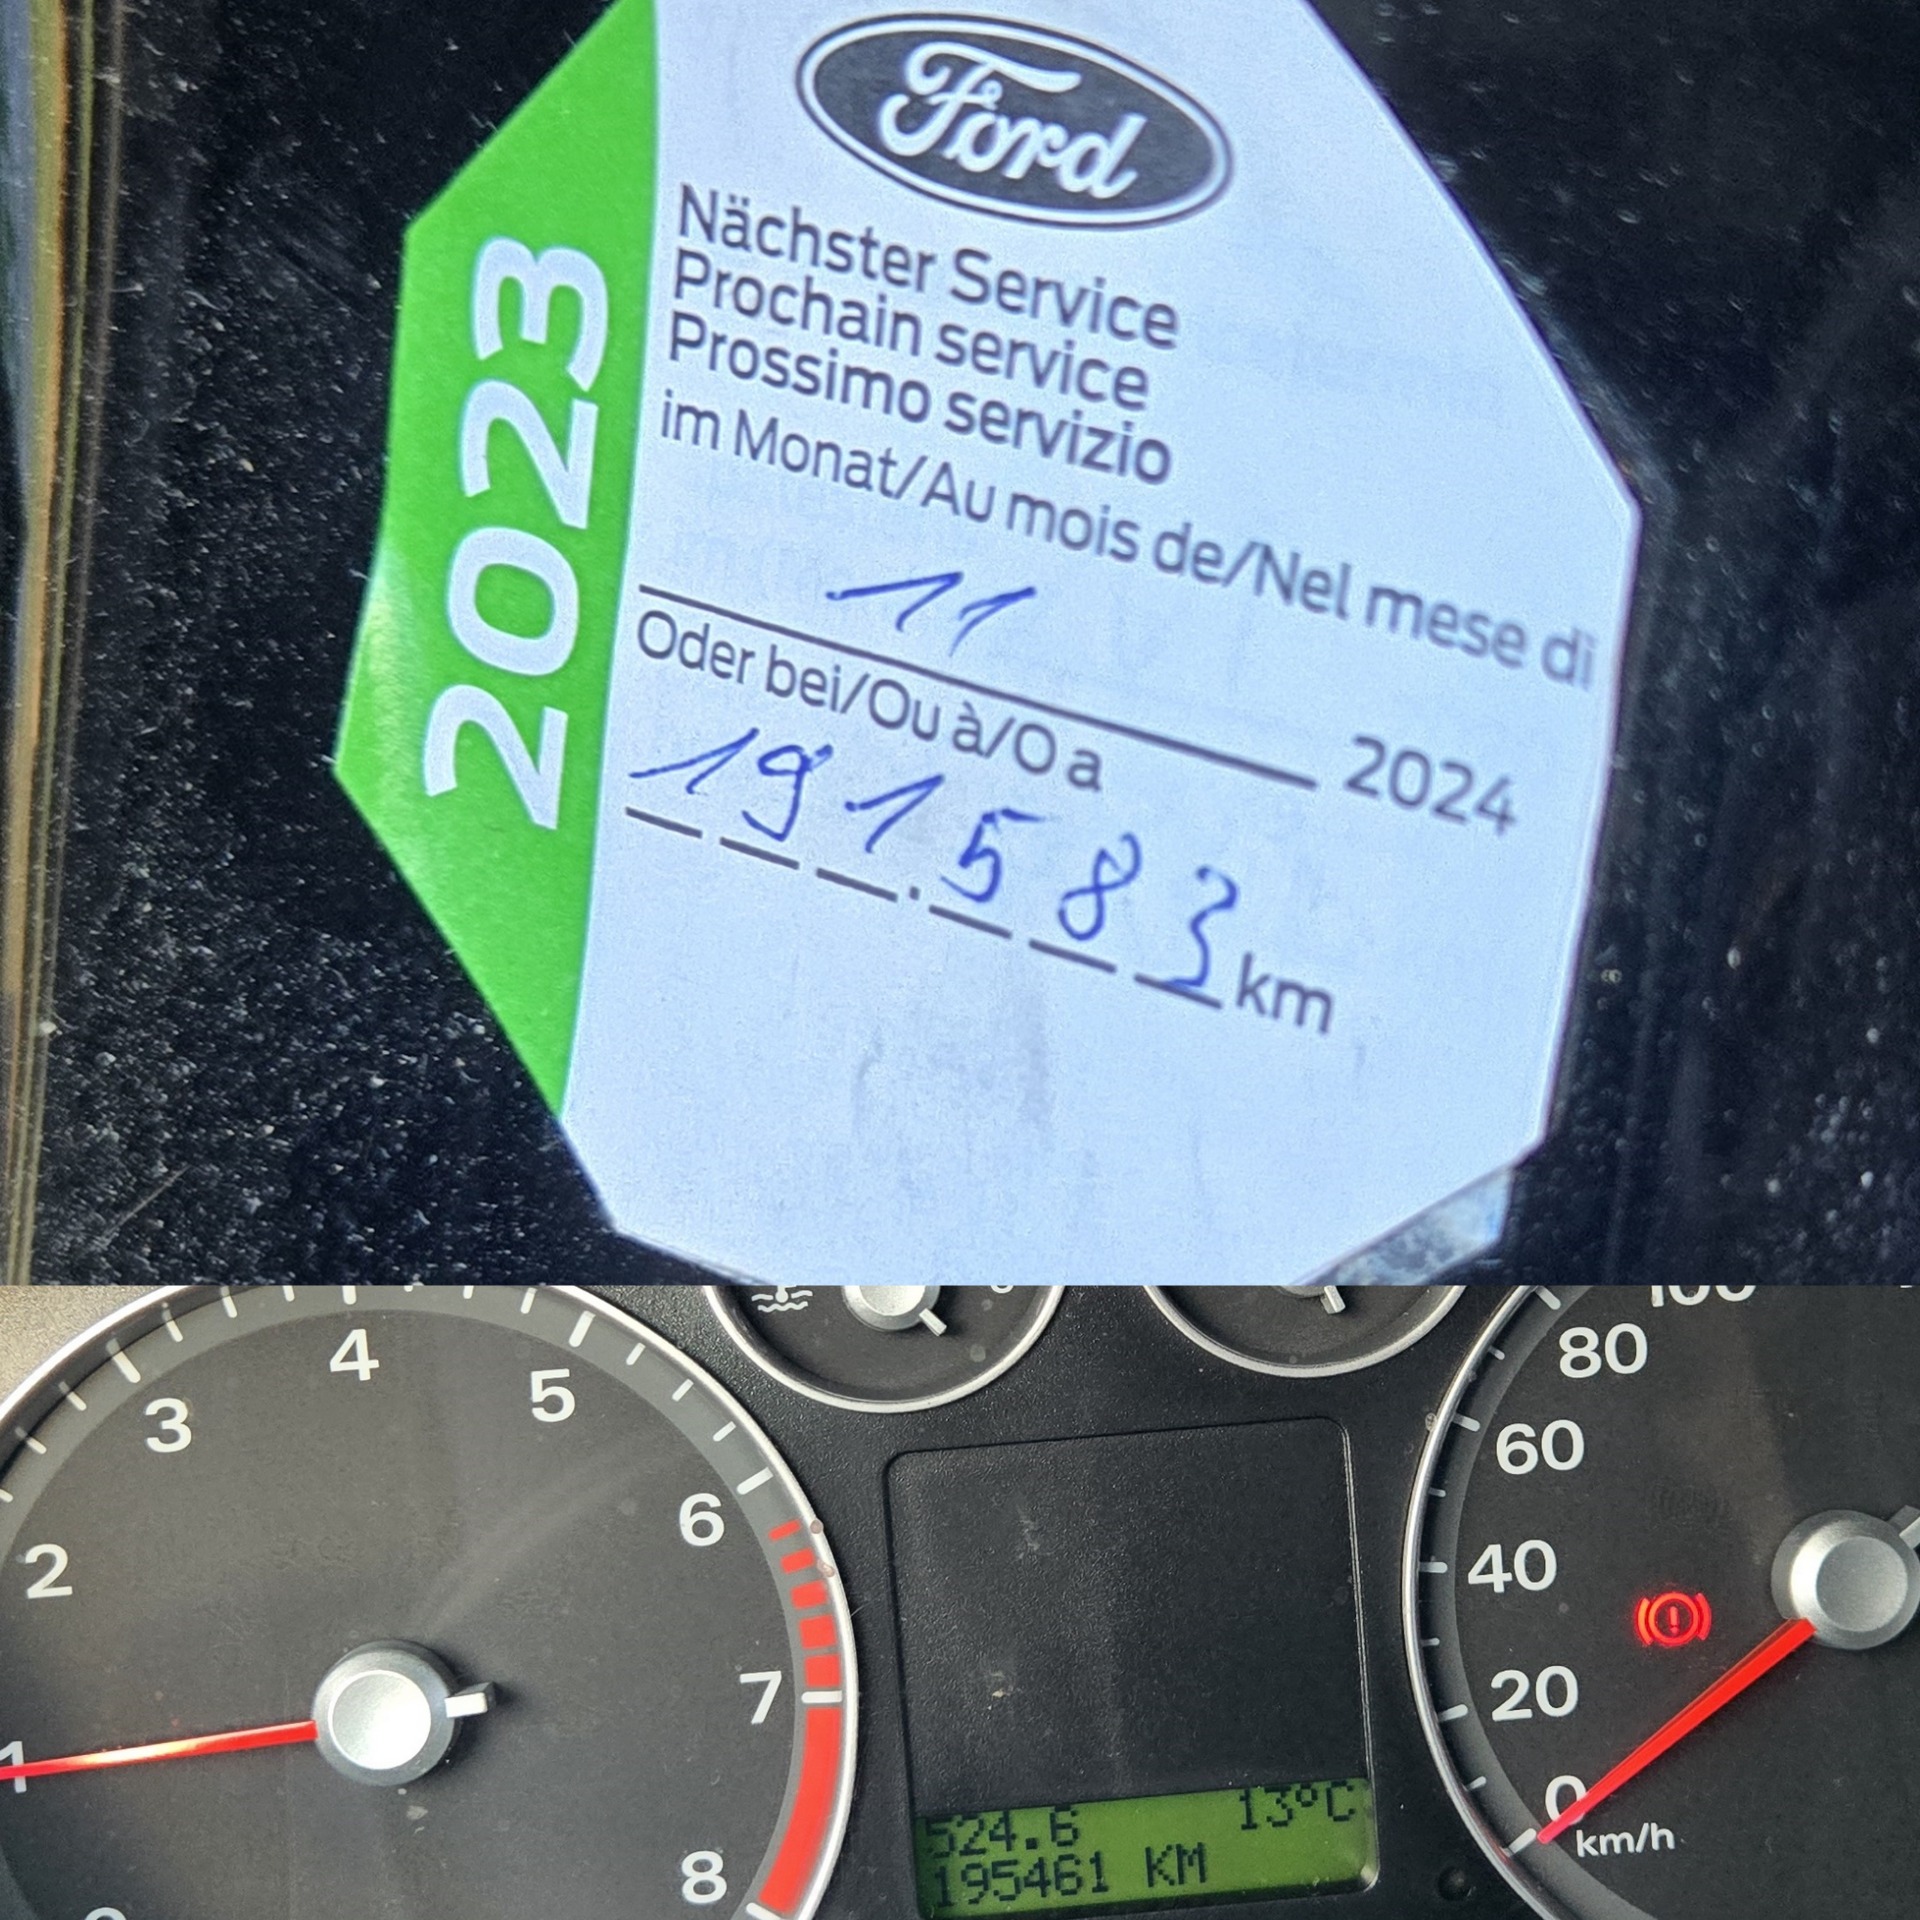 Ford
2023
Nächster Service
Prochain service
Prossimo servizio
im Monat/Au mois de/Nel mese di
11 2024
Oder bei/Ou à/O a
191.583 km
1
2
3
4
5
6
7
8
100
80
60
40
20
0
km/h
524.6 13°C
195461 KM